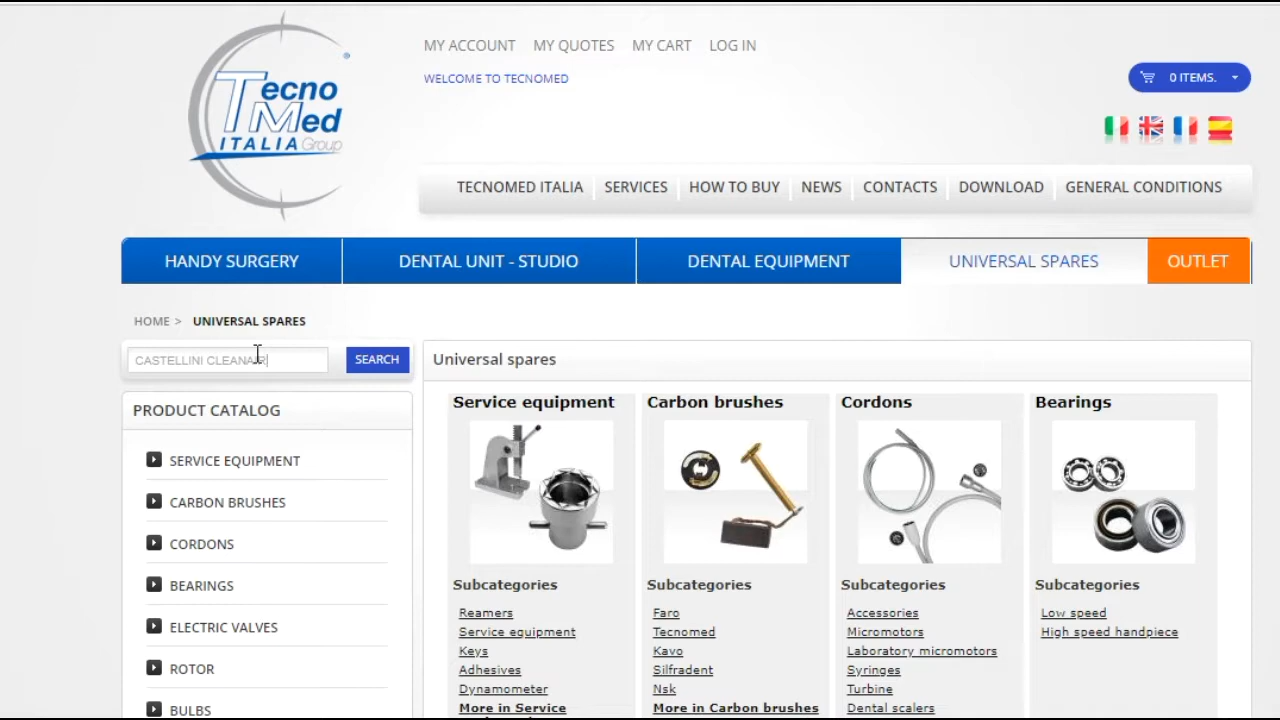 MY ACCOUNT MY QUOTES MY CART LOG IN
WELCOME TO TECNOMED
0 ITEMS.
Tecno
Med
ITALIA Group
TECNOMED ITALIA SERVICES HOW TO BUY NEWS CONTACTS DOWNLOAD GENERAL CONDITIONS
HANDY SURGERY DENTAL UNIT - STUDIO DENTAL EQUIPMENT UNIVERSAL SPARES OUTLET
HOME > UNIVERSAL SPARES
CASTELLINI CLEANAIR SEARCH
Universal spares
PRODUCT CATALOG
SERVICE EQUIPMENT
CARBON BRUSHES
CORDONS
BEARINGS
ELECTRIC VALVES
ROTOR
BULBS
Service equipment
Subcategories
Reamers
Service equipment
Keys
Adhesives
Dynamometer
More in Service
Carbon brushes
Subcategories
Faro
Tecnomed
Kavo
Silfradent
Nsk
More in Carbon brushes
Cordons
Subcategories
Accessories
Micromotors
Laboratory micromotors
Syringes
Turbine
Dental scalers
Bearings
Subcategories
Low speed
High speed handpiece